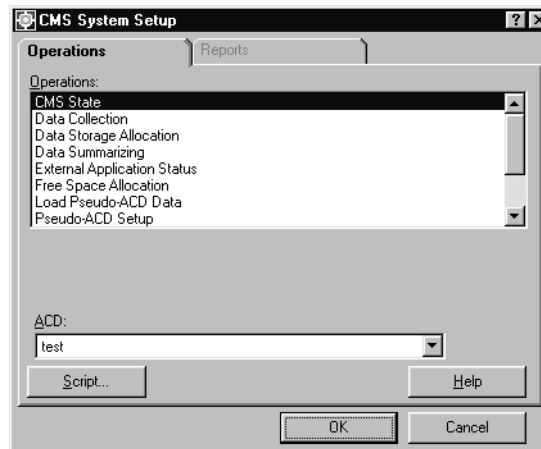 CMS System Setup
Operations
Reports
Operations:
CMS State
Data Collection
Data Storage Allocation
Data Summarizing
External Application Status
Free Space Allocation
Load Pseudo-ACD Data
Pseudo-ACD Setup
ACD:
test
Script...
Help
OK
Cancel